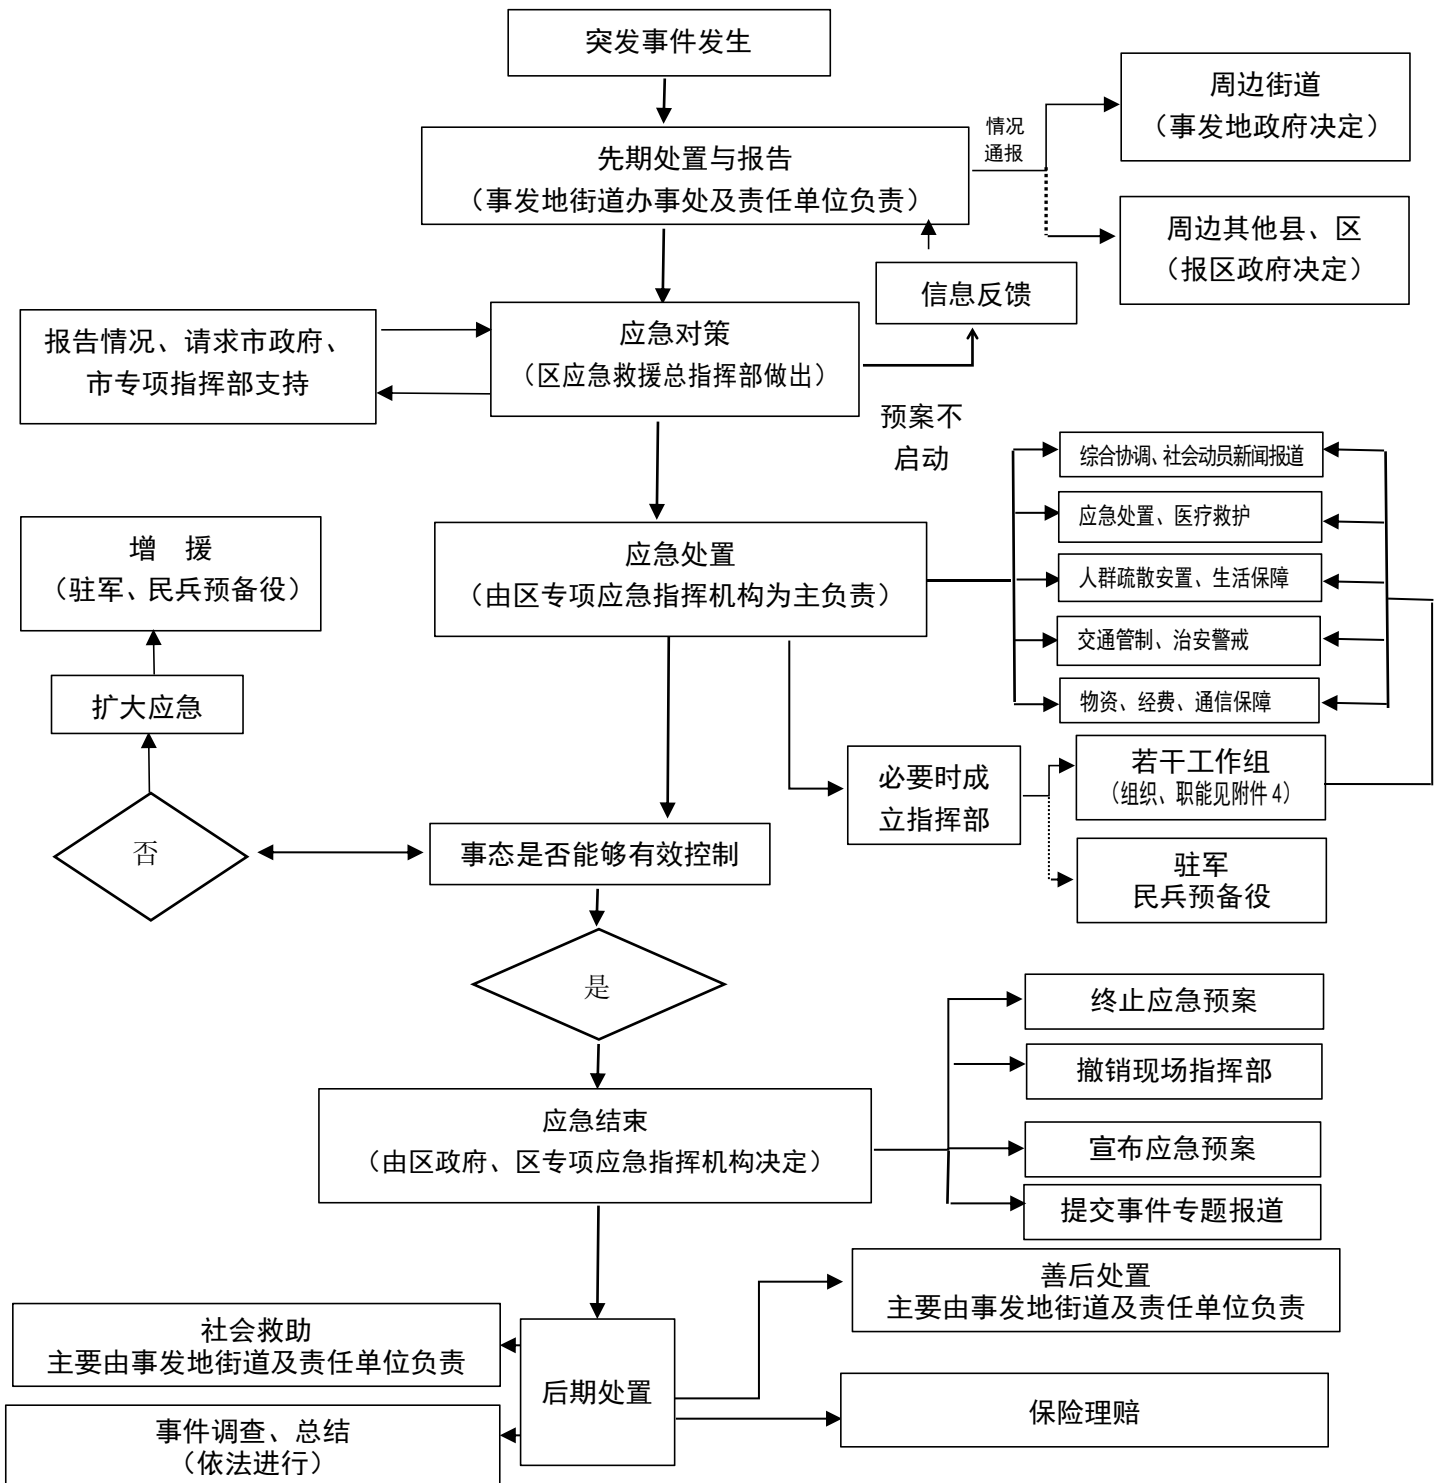 突发事件发生
周边街道
（事发地政府决定）
情况
通报
先期处置与报告
（事发地街道办事处及责任单位负责）
周边其他县、区
（报区政府决定）
信息反馈
报告情况、请求市政府、
市专项指挥部支持
应急对策
（区应急救援总指挥部做出）
预案不
启动
综合协调、社会动员新闻报道
应急处置、医疗救护
人群疏散安置、生活保障
交通管制、治安警戒
物资、经费、通信保障
增　援
（驻军、民兵预备役）
应急处置
（由区专项应急指挥机构为主负责）
扩大应急
必要时成
立指挥部
若干工作组
（组织、职能见附件 4）
驻军
民兵预备役
否
事态是否能够有效控制
是
终止应急预案
撤销现场指挥部
宣布应急预案
提交事件专题报道
应急结束
（由区政府、区专项应急指挥机构决定）
善后处置
主要由事发地街道及责任单位负责
社会救助
主要由事发地街道及责任单位负责
后期处置
保险理赔
事件调查、总结
（依法进行）